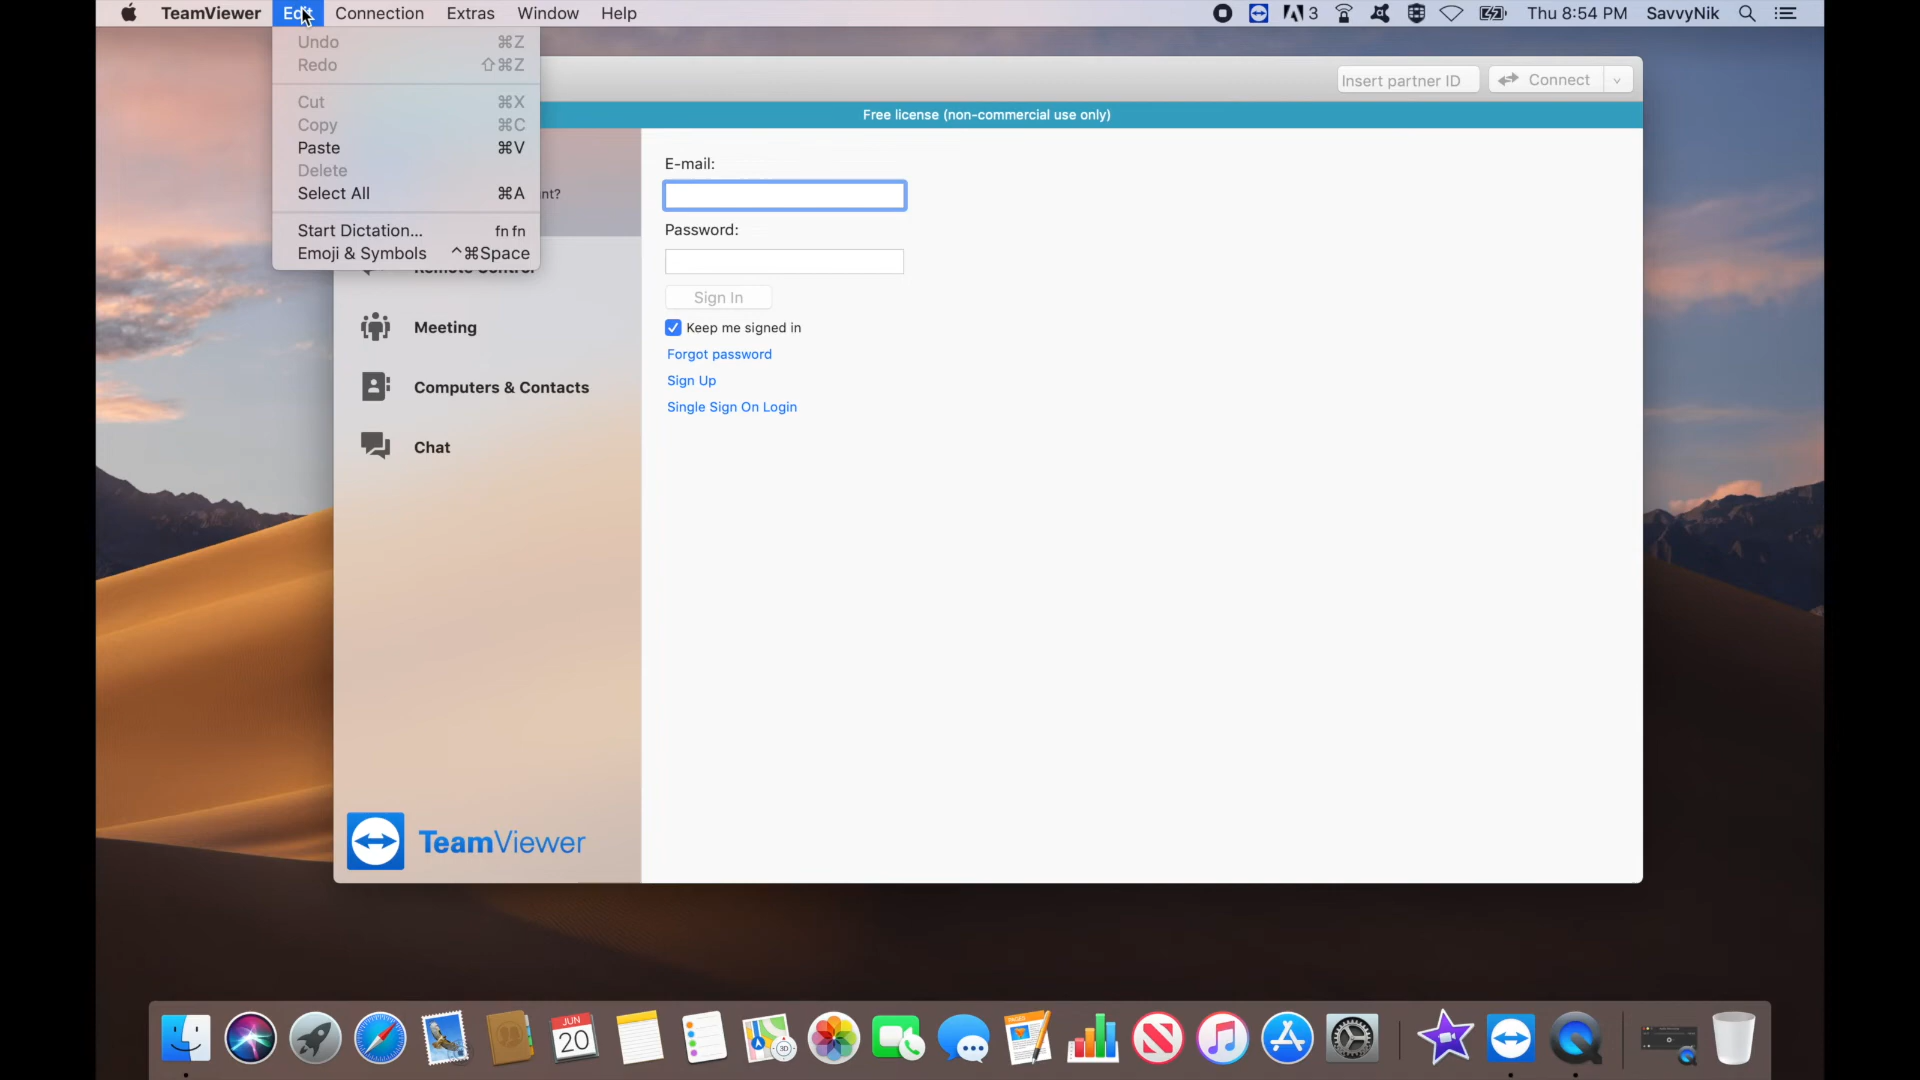 TeamViewer Edit Connection Extras Window Help
3 Thu 8:54 PM SavvyNik
Undo ⌘Z
Redo ⇧⌘Z
Cut ⌘X
Copy ⌘C
Paste ⌘V
Delete
Select All ⌘A
Start Dictation... fn fn
Emoji & Symbols ^⌘Space
Insert partner ID
Connect
Free license (non-commercial use only)
nt?
Remote Control
Meeting
Computers & Contacts
Chat
TeamViewer
E-mail:
Password:
Sign In
Keep me signed in
Forgot password
Sign Up
Single Sign On Login
JUN
20
3D